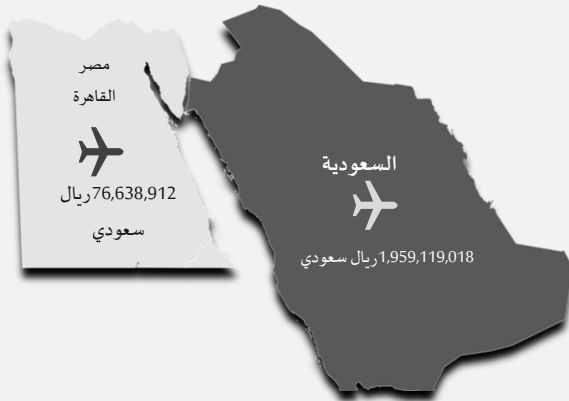 مصر
القاهرة
76,638,912ريال
سعودي
السعودية
1,959,119,018ريال سعودي